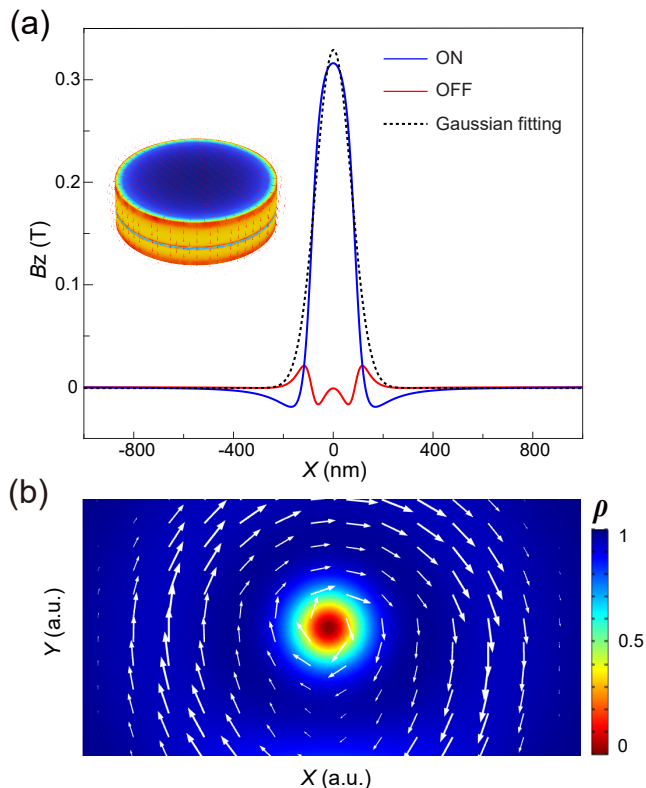 (a)
ON
OFF
Gaussian fitting
0.3
0.2
0.1
0
Bz (T)
-800
-400
0
400
800
X (nm)
(b)
ρ
1
0.5
0
Y (a.u.)
X (a.u.)